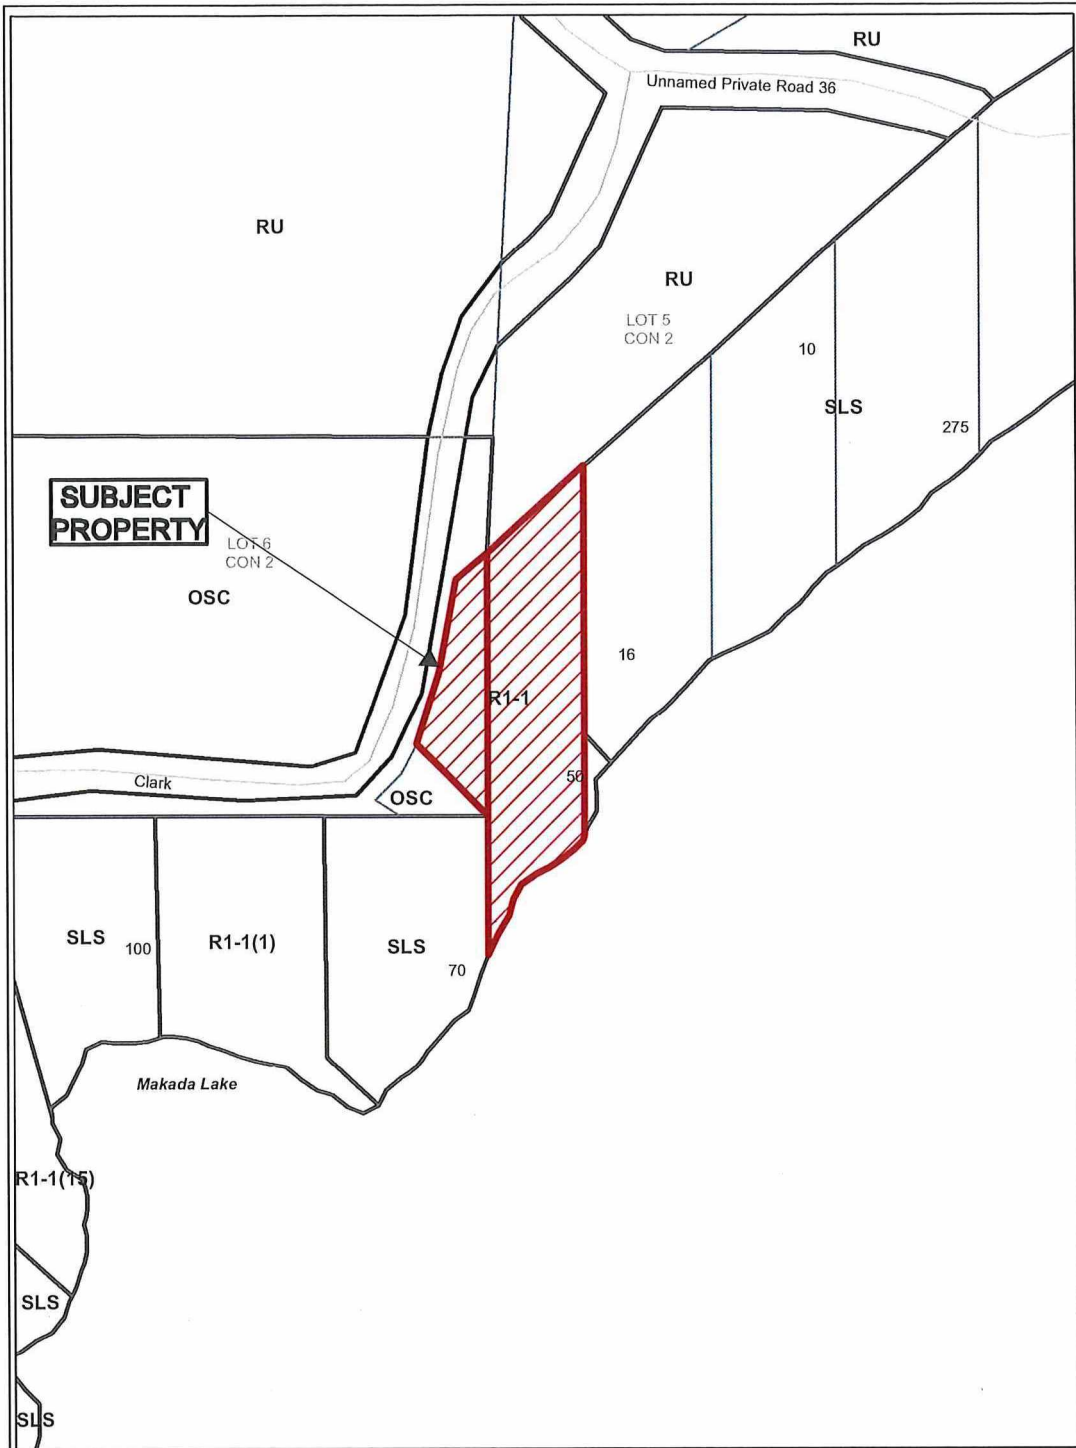 RU
Unnamed Private Road 36
RU
RU
LOT 5
CON 2
10
SLS
275
SUBJECT
PROPERTY
LOT 6
CON 2
OSC
16
R1-1
50
Clark
OSC
SLS
100
R1-1(1)
SLS
70
Makada Lake
R1-1(15)
SLS
SLS